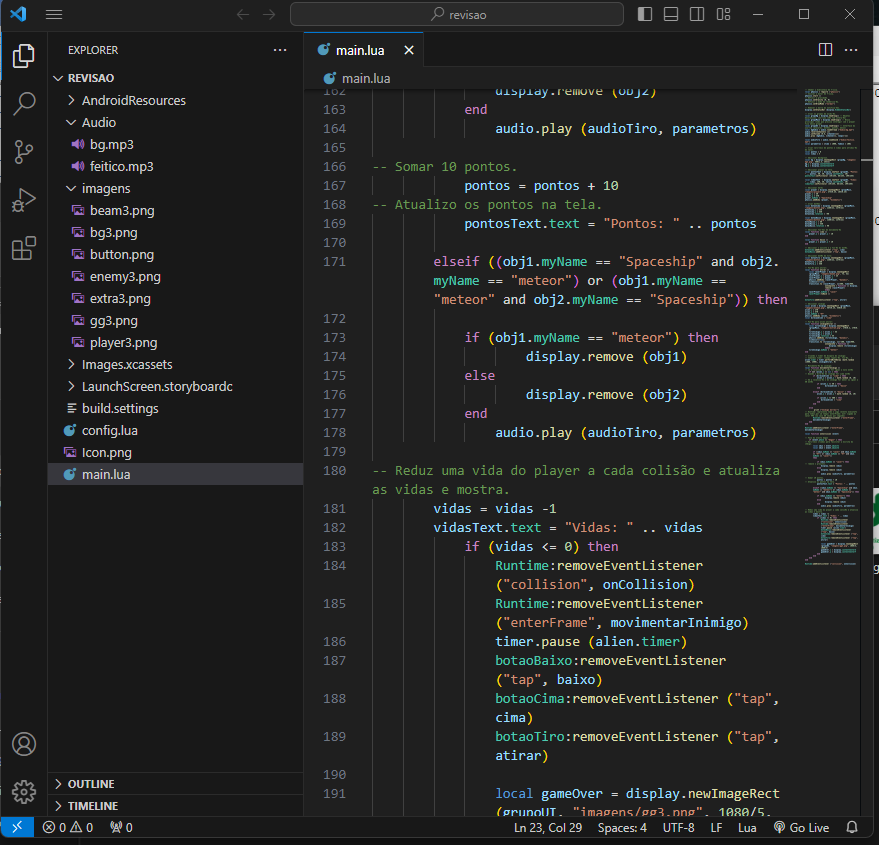 revisao
EXPLORER
REVISAO
AndroidResources
Audio
bg.mp3
feitico.mp3
imagens
beam3.png
bg3.png
button.png
enemy3.png
extra3.png
gg3.png
player3.png
Images.xcassets
LaunchScreen.storyboardc
build.settings
config.lua
Icon.png
main.lua
OUTLINE
TIMELINE
main.lua
main.lua
162 display.remove (obj2)
163 end
164 audio.play (audioTiro, parametros)
165
166 -- Somar 10 pontos.
167 pontos = pontos + 10
168 -- Atualizo os pontos na tela.
169 pontosText.text = "Pontos: " .. pontos
170
171 elseif ((obj1.myName == "Spaceship" and obj2.
myName == "meteor") or (obj1.myName ==
"meteor" and obj2.myName == "Spaceship")) then
172
173 if (obj1.myName == "meteor") then
174 display.remove (obj1)
175 else
176 display.remove (obj2)
177 end
178 audio.play (audioTiro, parametros)
179
180 -- Reduz uma vida do player a cada colisão e atualiza
as vidas e mostra.
181 vidas = vidas -1
182 vidasText.text = "Vidas: " .. vidas
183 if (vidas <= 0) then
184 Runtime:removeEventListener
("collision", onCollision)
185 Runtime:removeEventListener
("enterFrame", movimentarInimigo)
186 timer.pause (alien.timer)
187 botaoBaixo:removeEventListener
("tap", baixo)
188 botaoCima:removeEventListener ("tap",
cima)
189 botaoTiro:removeEventListener ("tap",
atirar)
190
191 local gameOver = display.newImageRect
(grupoUI, "imagens/gg3.png", 1080/5,
0 0 0
Ln 23, Col 29 Spaces: 4 UTF-8 LF Lua Go Live